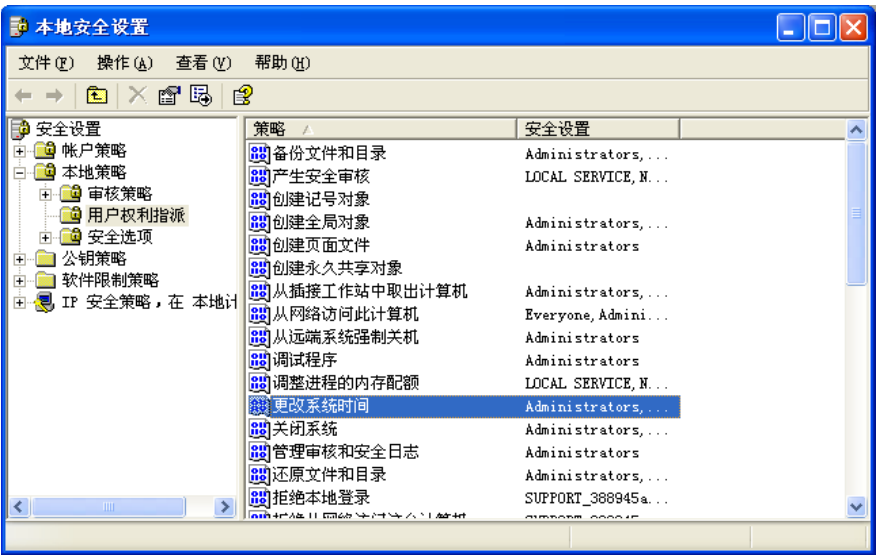 本地安全设置
文件(F) 操作(A) 查看(V) 帮助(H)
安全设置
帐户策略
本地策略
审核策略
用户权利指派
安全选项
公钥策略
软件限制策略
IP 安全策略，在 本地计
策略 安全设置
备份文件和目录 Administrators,...
产生安全审核 LOCAL SERVICE,N...
创建记号对象
创建全局对象 Administrators,...
创建页面文件 Administrators
创建永久共享对象
从插接工作站中取出计算机 Administrators,...
从网络访问此计算机 Everyone,Admini...
从远端系统强制关机 Administrators
调试程序 Administrators
调整进程的内存配额 LOCAL SERVICE,N...
更改系统时间 Administrators,...
关闭系统 Administrators,...
管理审核和安全日志 Administrators
还原文件和目录 Administrators,...
拒绝本地登录 SUPPORT_388945a...